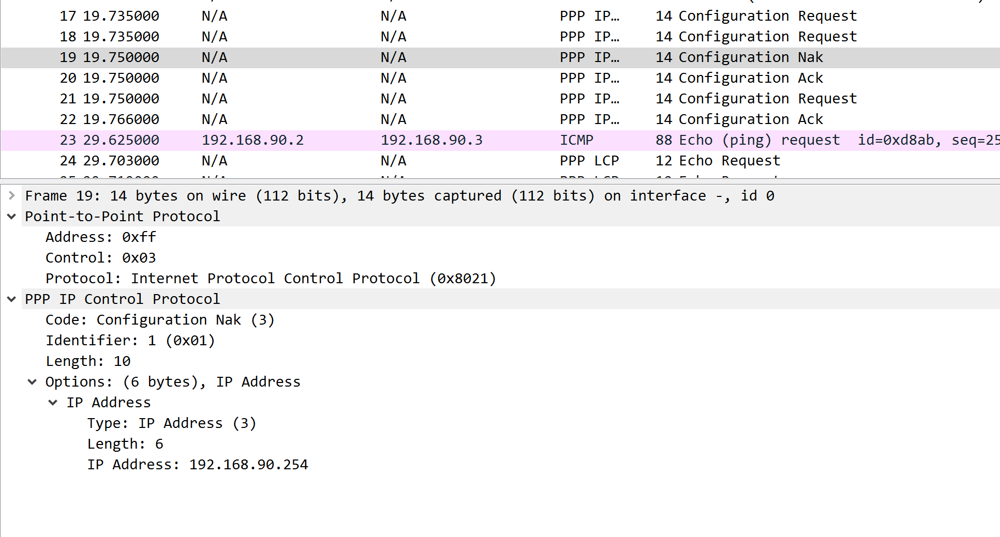 17 19.735000 N/A N/A PPP IP… 14 Configuration Request
18 19.735000 N/A N/A PPP IP… 14 Configuration Request
19 19.750000 N/A N/A PPP IP… 14 Configuration Nak
20 19.750000 N/A N/A PPP IP… 14 Configuration Ack
21 19.750000 N/A N/A PPP IP… 14 Configuration Request
22 19.766000 N/A N/A PPP IP… 14 Configuration Ack
23 29.625000 192.168.90.2 192.168.90.3 ICMP 88 Echo (ping) request id=0xd8ab, seq=25
24 29.703000 N/A N/A PPP LCP 12 Echo Request
Frame 19: 14 bytes on wire (112 bits), 14 bytes captured (112 bits) on interface -, id 0
Point-to-Point Protocol
Address: 0xff
Control: 0x03
Protocol: Internet Protocol Control Protocol (0x8021)
PPP IP Control Protocol
Code: Configuration Nak (3)
Identifier: 1 (0x01)
Length: 10
Options: (6 bytes), IP Address
IP Address
Type: IP Address (3)
Length: 6
IP Address: 192.168.90.254